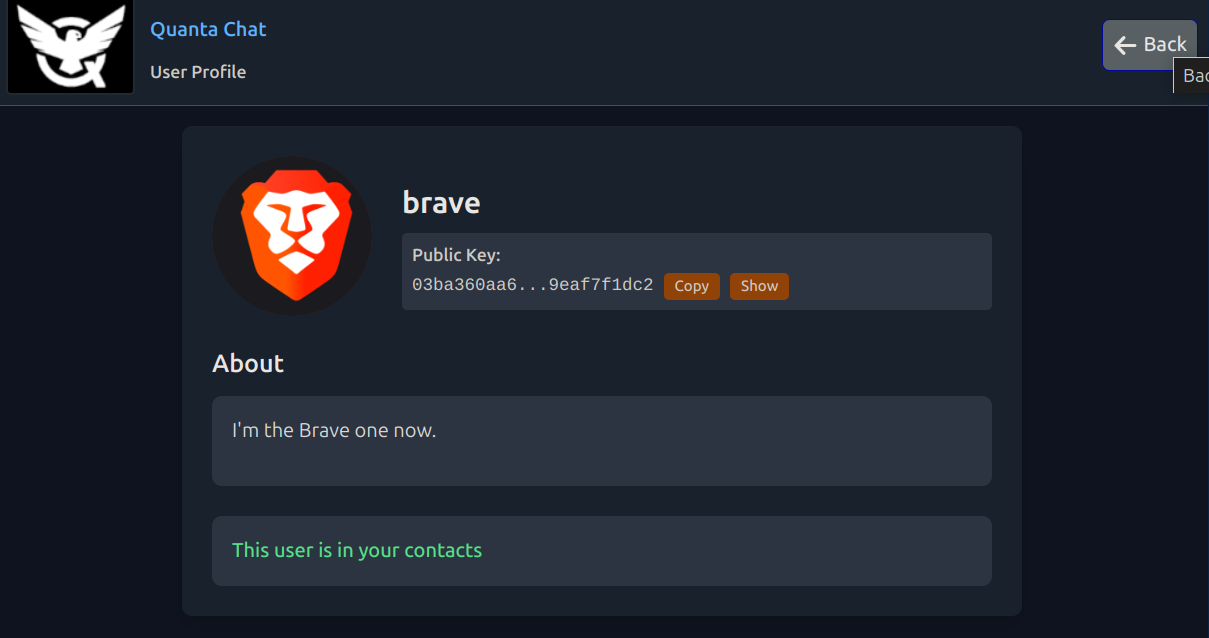 Quanta Chat
User Profile
Back
brave
Public Key:
03ba360aa6...9eaf7f1dc2 Copy Show
About
I'm the Brave one now.
This user is in your contacts